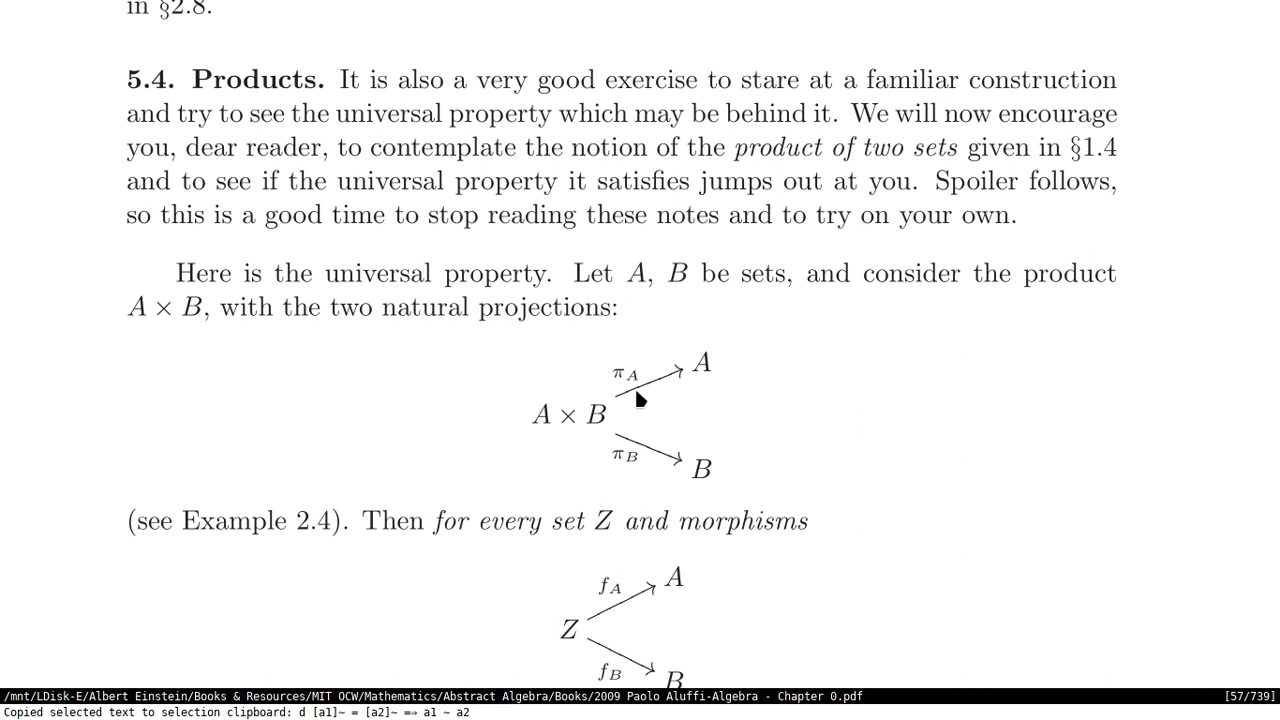 in §2.8.
5.4. Products. It is also a very good exercise to stare at a familiar construction
and try to see the universal property which may be behind it. We will now encourage
you, dear reader, to contemplate the notion of the product of two sets given in §1.4
and to see if the universal property it satisfies jumps out at you. Spoiler follows,
so this is a good time to stop reading these notes and to try on your own.
Here is the universal property. Let A, B be sets, and consider the product
A × B, with the two natural projections:
π_A A
A × B
π_B B
(see Example 2.4). Then for every set Z and morphisms
f_A A
Z
f_B B
/mnt/LDisk-E/Albert Einstein/Books & Resources/MIT OCW/Mathematics/Abstract Algebra/Books/2009 Paolo Aluffi-Algebra - Chapter 0.pdf [57/739]
Copied selected text to selection clipboard: d [a1]~ = [a2]~ =⇒ a1 ~ a2